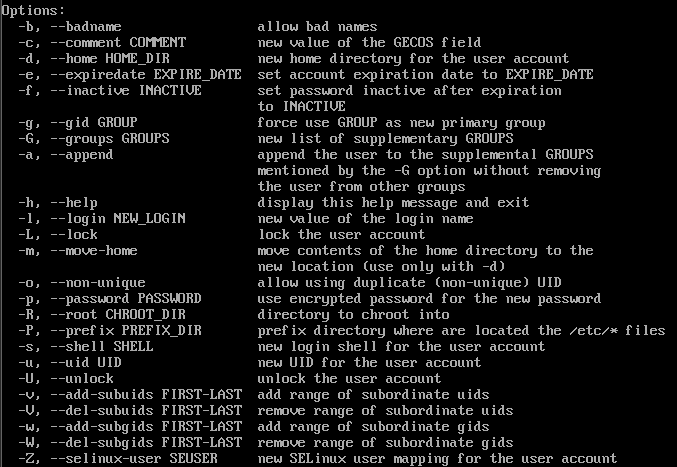 Options:
  -b, --badname                 allow bad names
  -c, --comment COMMENT         new value of the GECOS field
  -d, --home HOME_DIR           new home directory for the user account
  -e, --expiredate EXPIRE_DATE  set account expiration date to EXPIRE_DATE
  -f, --inactive INACTIVE       set password inactive after expiration
                                to INACTIVE
  -g, --gid GROUP               force use GROUP as new primary group
  -G, --groups GROUPS           new list of supplementary GROUPS
  -a, --append                  append the user to the supplemental GROUPS
                                mentioned by the -G option without removing
                                the user from other groups
  -h, --help                    display this help message and exit
  -l, --login NEW_LOGIN         new value of the login name
  -L, --lock                    lock the user account
  -m, --move-home               move contents of the home directory to the
                                new location (use only with -d)
  -o, --non-unique              allow using duplicate (non-unique) UID
  -p, --password PASSWORD       use encrypted password for the new password
  -R, --root CHROOT_DIR         directory to chroot into
  -P, --prefix PREFIX_DIR       prefix directory where are located the /etc/* files
  -s, --shell SHELL             new login shell for the user account
  -u, --uid UID                 new UID for the user account
  -U, --unlock                  unlock the user account
  -v, --add-subuids FIRST-LAST  add range of subordinate uids
  -V, --del-subuids FIRST-LAST  remove range of subordinate uids
  -w, --add-subgids FIRST-LAST  add range of subordinate gids
  -W, --del-subgids FIRST-LAST  remove range of subordinate gids
  -Z, --selinux-user SEUSER     new SELinux user mapping for the user account